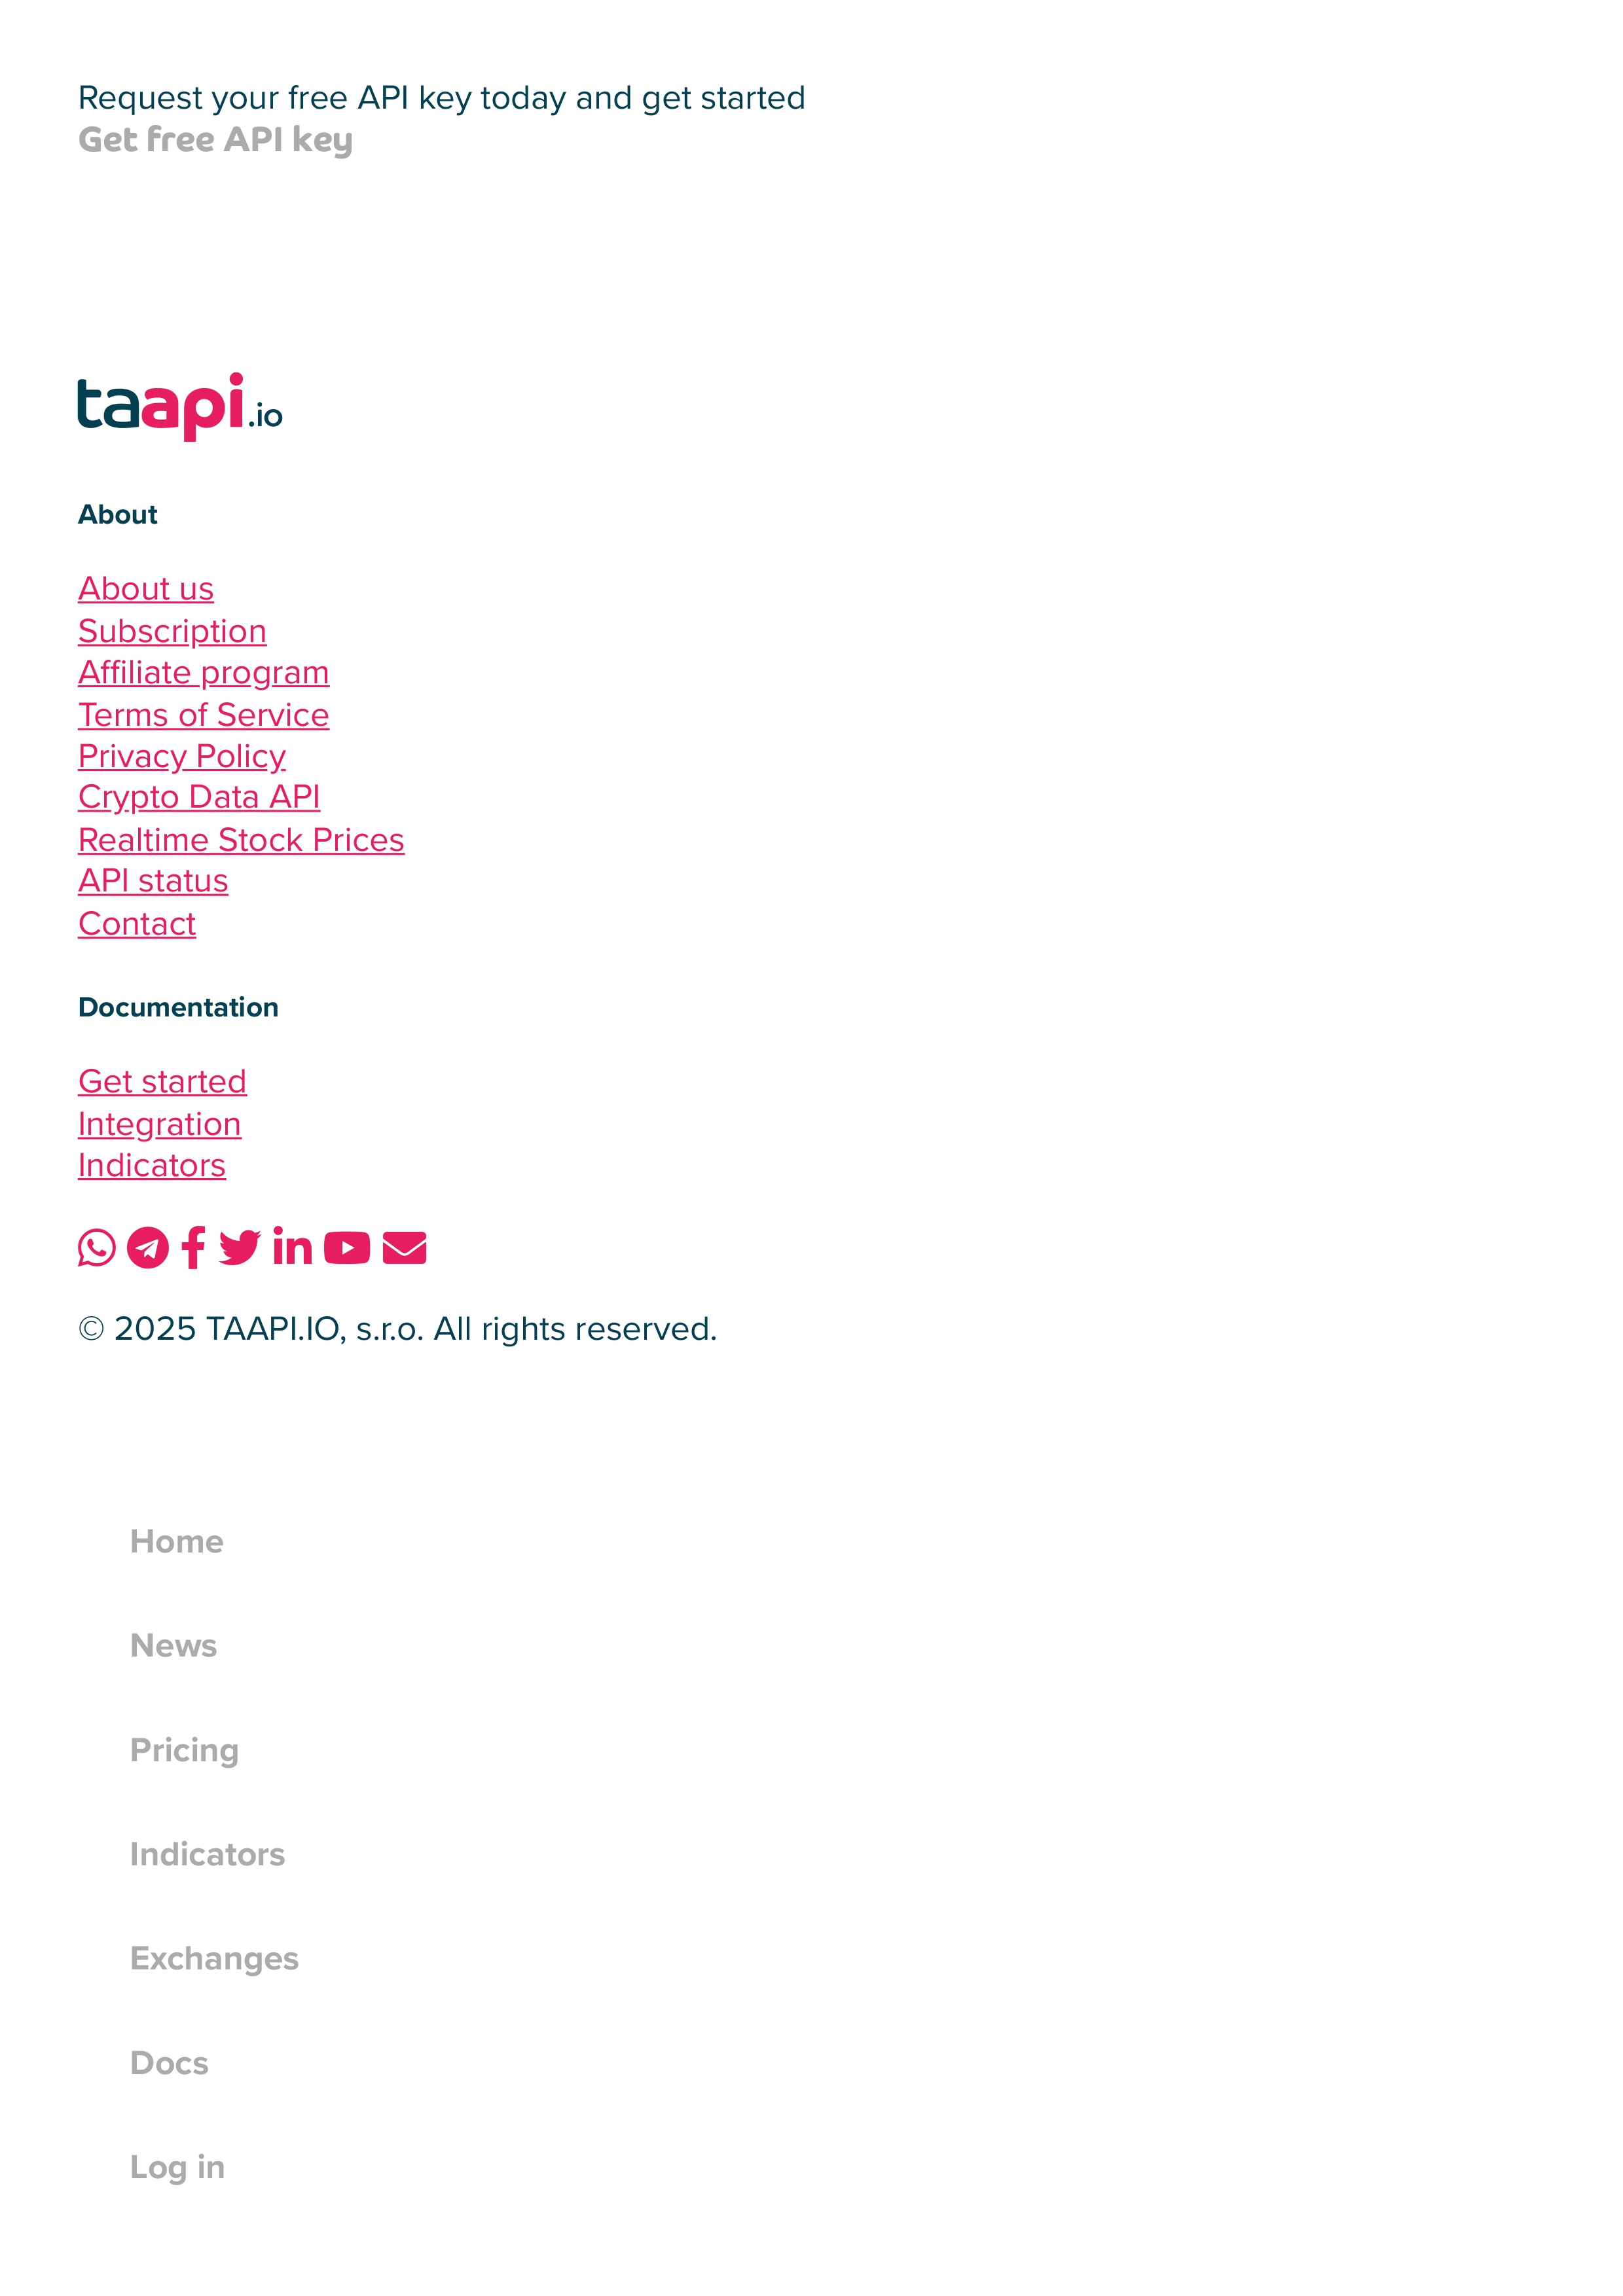 Request your free API key today and get started
Get free API key
taapi.io
About
About us
Subscription
Affiliate program
Terms of Service
Privacy Policy
Crypto Data API
Realtime Stock Prices
API status
Contact
Documentation
Get started
Integration
Indicators
© 2025 TAAPI.IO, s.r.o. All rights reserved.
Home
News
Pricing
Indicators
Exchanges
Docs
Log in